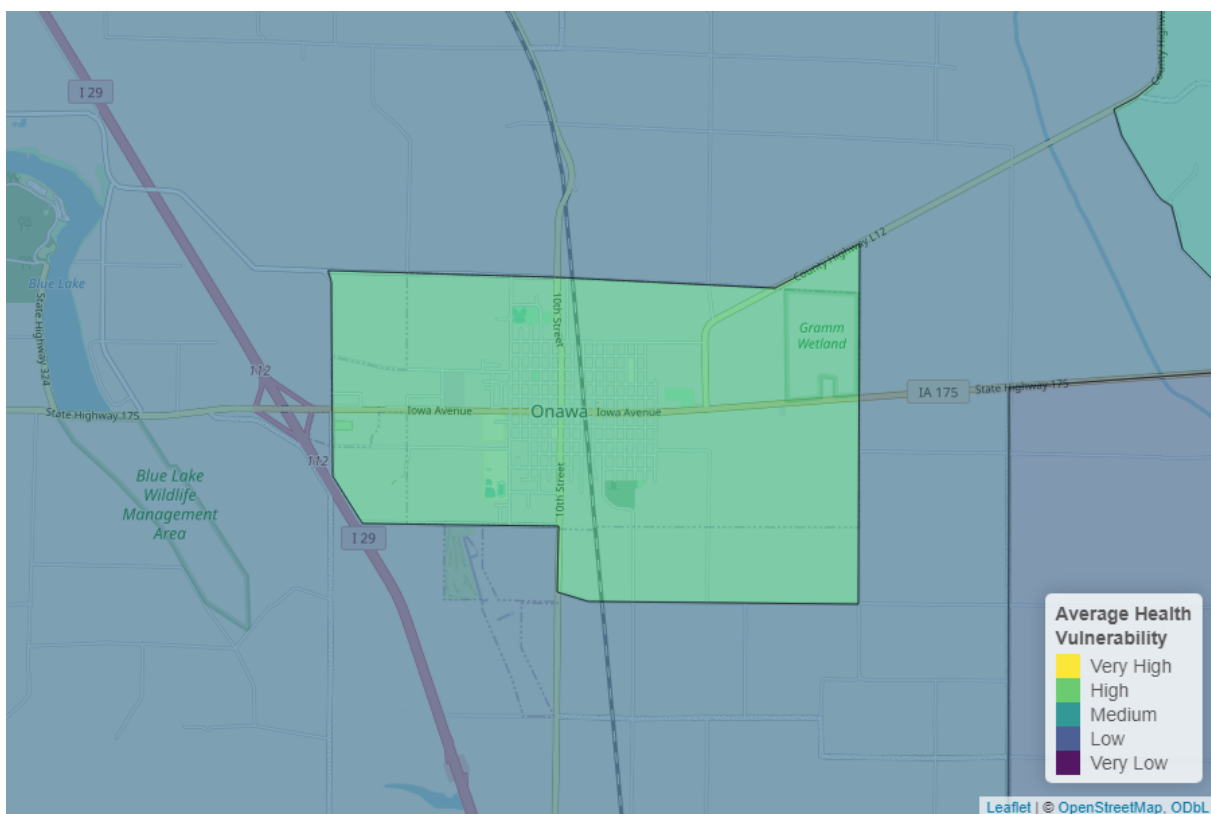 I 29
County Highw
Blue Lake
State Highway 324
County Highway L12
10th Street
Gramm
Wetland
112
State Highway 175
IA 175
State Highway 175
Iowa Avenue
Onawa
Iowa Avenue
112
Blue Lake
Wildlife
Management
Area
10th Street
I 29
Average Health
Vulnerability
Very High
High
Medium
Low
Very Low
Leaflet | © OpenStreetMap, ODbL